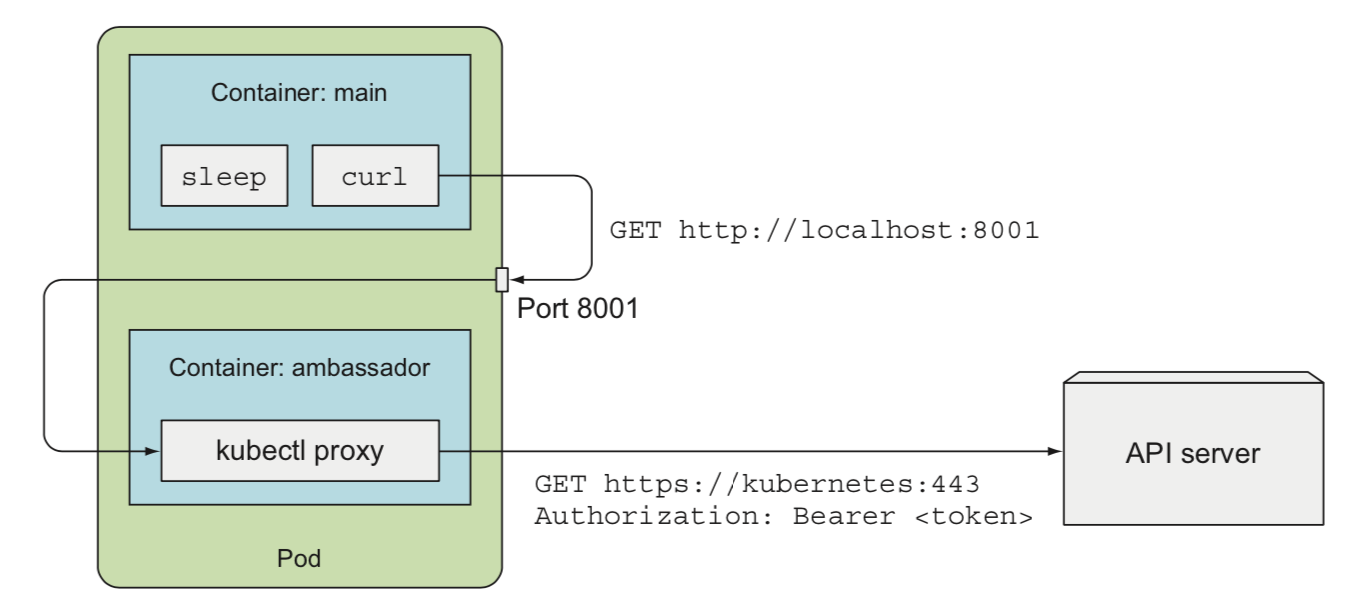 Container: main
sleep
curl
GET http://localhost:8001
Port 8001
Container: ambassador
kubectl proxy
API server
GET https://kubernetes:443
Authorization: Bearer <token>
Pod